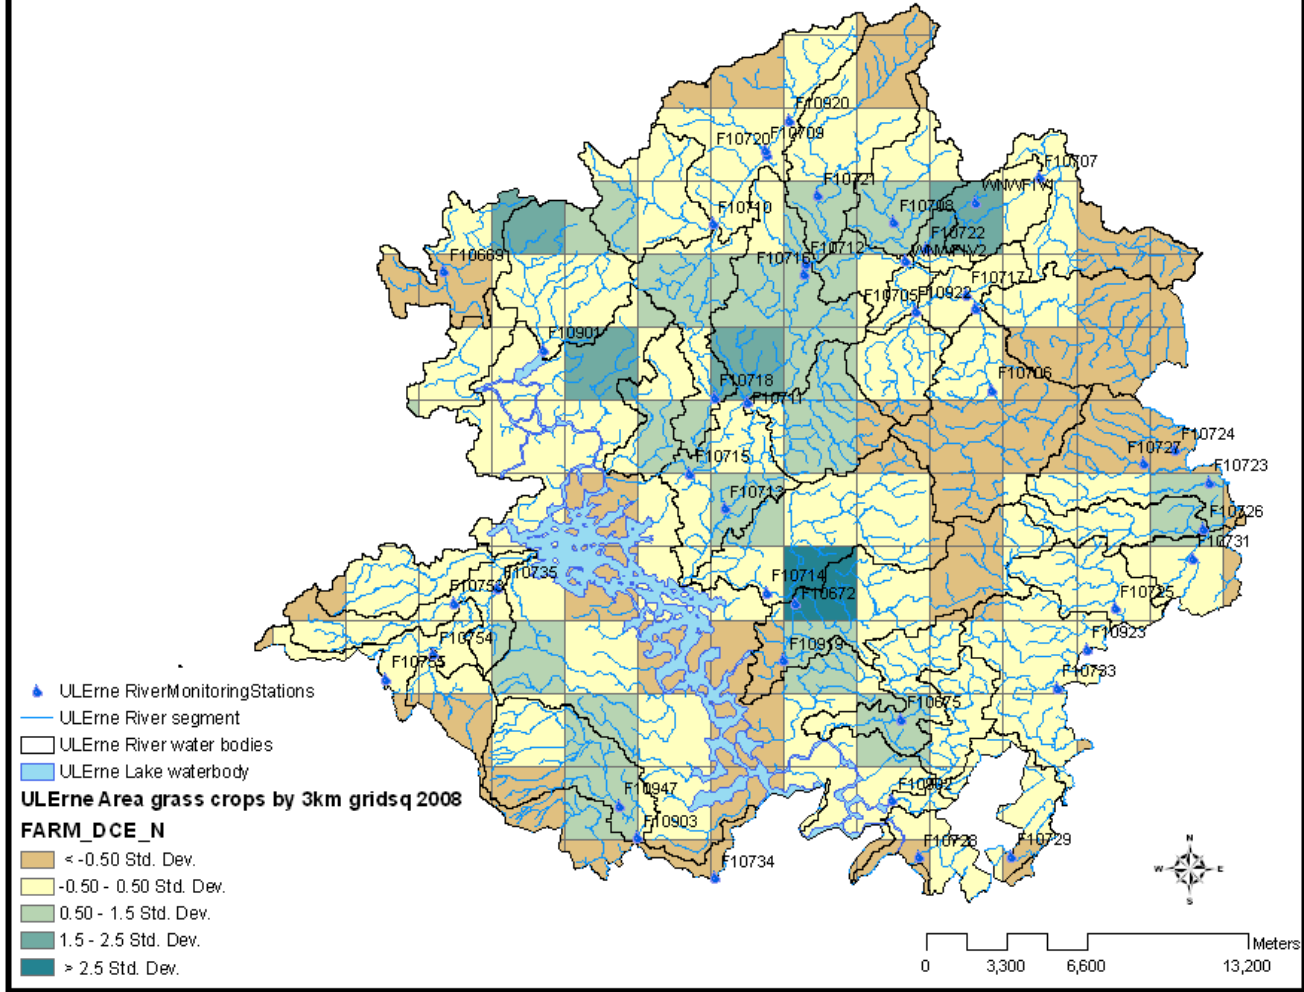 F10920
F10720
F10709
F10707
F10721
WNWF1V1
F10710
F10708
F10722
F10669
F10716
F10712
WNWF1V2
F10717
F10705
F10922
F10901
F10718
F10711
F10706
F10724
F10727
F10723
F10715
F10713
F10726
F10731
F10735
F10714
F10753
F10672
F10725
F10754
F10923
F10755
F10919
F10733
F10675
ULErne RiverMonitoringStations
ULErne River segment
ULErne River water bodies
ULErne Lake waterbody
ULErne Area grass crops by 3km gridsq 2008
F10947
F10902
F10903
FARM_DCE_N
F10728
F10729
F10734
< -0.50 Std. Dev.
-0.50 - 0.50 Std. Dev.
0.50 - 1.5 Std. Dev.
1.5 - 2.5 Std. Dev.
> 2.5 Std. Dev.
N
W E
S
Meters
0 3,300 6,600 13,200